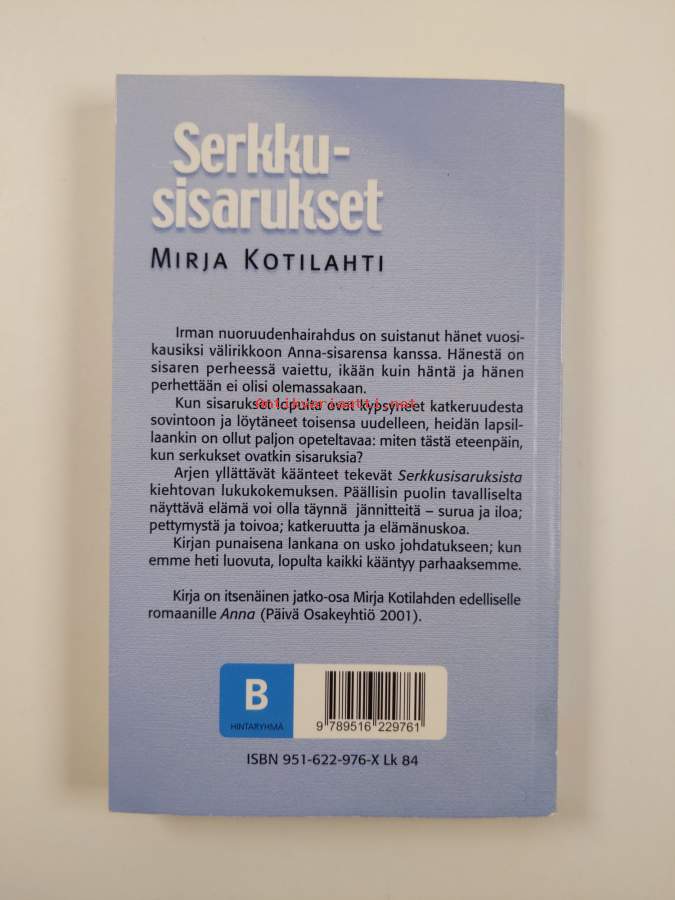 Serkku-
sisarukset
MIRJA KOTILAHTI
Irman nuoruudenhairahdus on suistanut hänet vuosi-
kausiksi välirikkoon Anna-sisarensa kanssa. Hänestä on
sisaren perheessä vaiettu, ikään kuin häntä ja hänen
perhettään ei olisi olemassakaan.
Kun sisarukset lopulta ovat kypsyneet katkeruudesta
Antikvariaatti.net
sovintoon ja löytäneet toisensa uudelleen, heidän lapsil-
laankin on ollut paljon opeteltavaa: miten tästä eteenpäin,
kun serkukset ovatkin sisaruksia?
Arjen yllättävät käänteet tekevät Serkkusisaruksista
kiehtovan lukukokemuksen. Päällisin puolin tavalliselta
näyttävä elämä voi olla täynnä jännitteitä – surua ja iloa;
pettymystä ja toivoa; katkeruutta ja elämänuskoa.
Kirjan punaisena lankana on usko johdatukseen; kun
emme heti luovuta, lopulta kaikki kääntyy parhaaksemme.
Kirja on itsenäinen jatko-osa Mirja Kotilahden edelliselle
romaanille Anna (Päivä Osakeyhtiö 2001).
B
HINTARYHMÄ
9 789516 229761
ISBN 951-622-976-X Lk 84